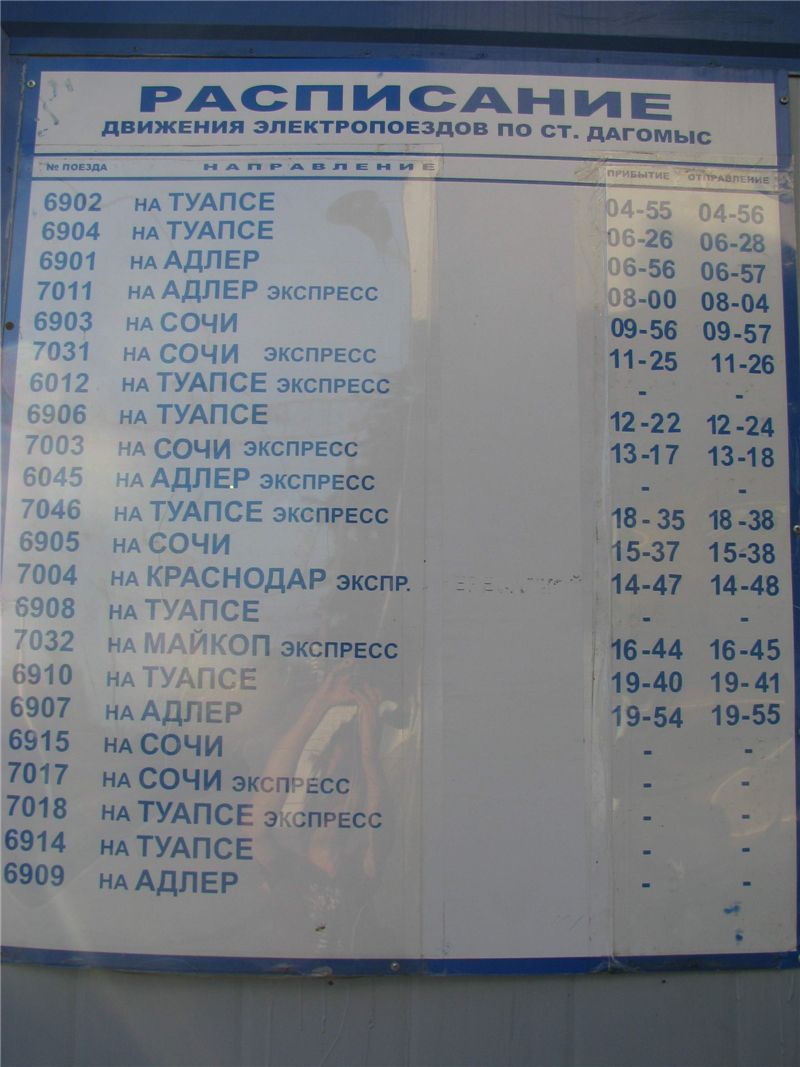 РАСПИСАНИЕ
ДВИЖЕНИЯ ЭЛЕКТРОПОЕЗДОВ ПО СТ. ДАГОМЫС
№ ПОЕЗДА НАПРАВЛЕНИЕ ПРИБЫТИЕ ОТПРАВЛЕНИЕ
6902 НА ТУАПСЕ 04-55 04-56
6904 НА ТУАПСЕ 06-26 06-28
6901 НА АДЛЕР 06-56 06-57
7011 НА АДЛЕР ЭКСПРЕСС 08-00 08-04
6903 НА СОЧИ 09-56 09-57
7031 НА СОЧИ ЭКСПРЕСС 11-25 11-26
6012 НА ТУАПСЕ ЭКСПРЕСС - -
6906 НА ТУАПСЕ 12-22 12-24
7003 НА СОЧИ ЭКСПРЕСС 13-17 13-18
6045 НА АДЛЕР ЭКСПРЕСС - -
7046 НА ТУАПСЕ ЭКСПРЕСС 18-35 18-38
6905 НА СОЧИ 15-37 15-38
7004 НА КРАСНОДАР ЭКСПР. 14-47 14-48
6908 НА ТУАПСЕ - -
7032 НА МАЙКОП ЭКСПРЕСС 16-44 16-45
6910 НА ТУАПСЕ 19-40 19-41
6907 НА АДЛЕР 19-54 19-55
6915 НА СОЧИ - -
7017 НА СОЧИ ЭКСПРЕСС - -
7018 НА ТУАПСЕ ЭКСПРЕСС - -
6914 НА ТУАПСЕ - -
6909 НА АДЛЕР - -